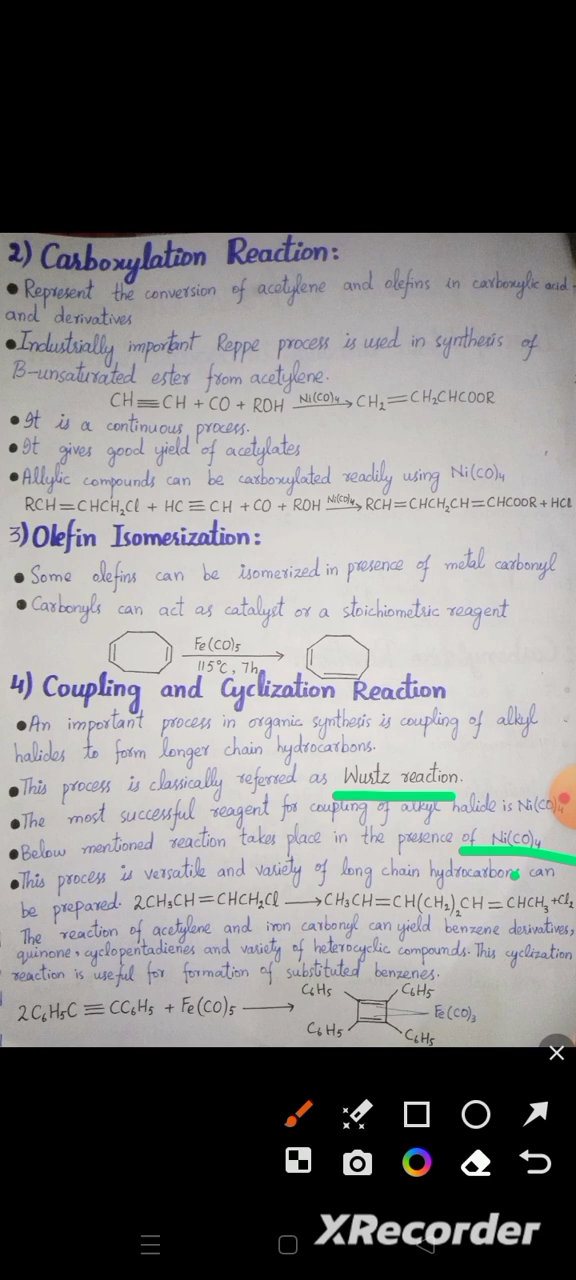 2) Carboxylation Reaction:
• Represent the conversion of acetylene and olefins in carboxylic acid -
and derivatives
• Industrially important Reppe process is used in synthesis of
B-unsaturated ester from acetylene.
CH≡CH + CO + ROH Ni(CO)4→ CH2=CH2CHCOOR
• It is a continuous process.
• It gives good yield of acetylates
• Allylic compounds can be carboxylated readily using Ni(CO)4
RCH=CHCH2Cl + HC≡CH + CO + ROH Ni(CO)4→ RCH=CHCH2CH=CHCOOR + HCl
3) Olefin Isomerization:
• Some olefins can be isomerized in presence of metal carbonyl
• Carbonyls can act as catalyst or a stoichiometric reagent
Fe(CO)5
115°C, 7h
4) Coupling and Cyclization Reaction
• An important process in organic synthesis is coupling of alkyl
halides to form longer chain hydrocarbons.
• This process is classically referred as Wurtz reaction.
• The most successful reagent for coupling of alkyl halide is Ni(CO)4
• Below mentioned reaction takes place in the presence of Ni(CO)4
• This process is versatile and variety of long chain hydrocarbons can
be prepared. 2CH3CH=CHCH2Cl → CH3CH=CH(CH2)2CH=CHCH3 + Cl2
The reaction of acetylene and iron carbonyl can yield benzene derivatives,
quinone, cyclopentadienes and variety of heterocyclic compounds. This cyclization
reaction is useful for formation of substituted benzenes.
C6H5 C6H5
2C6H5C≡CC6H5 + Fe(CO)5 → Fe(CO)3
C6H5 C6H5
XRecorder